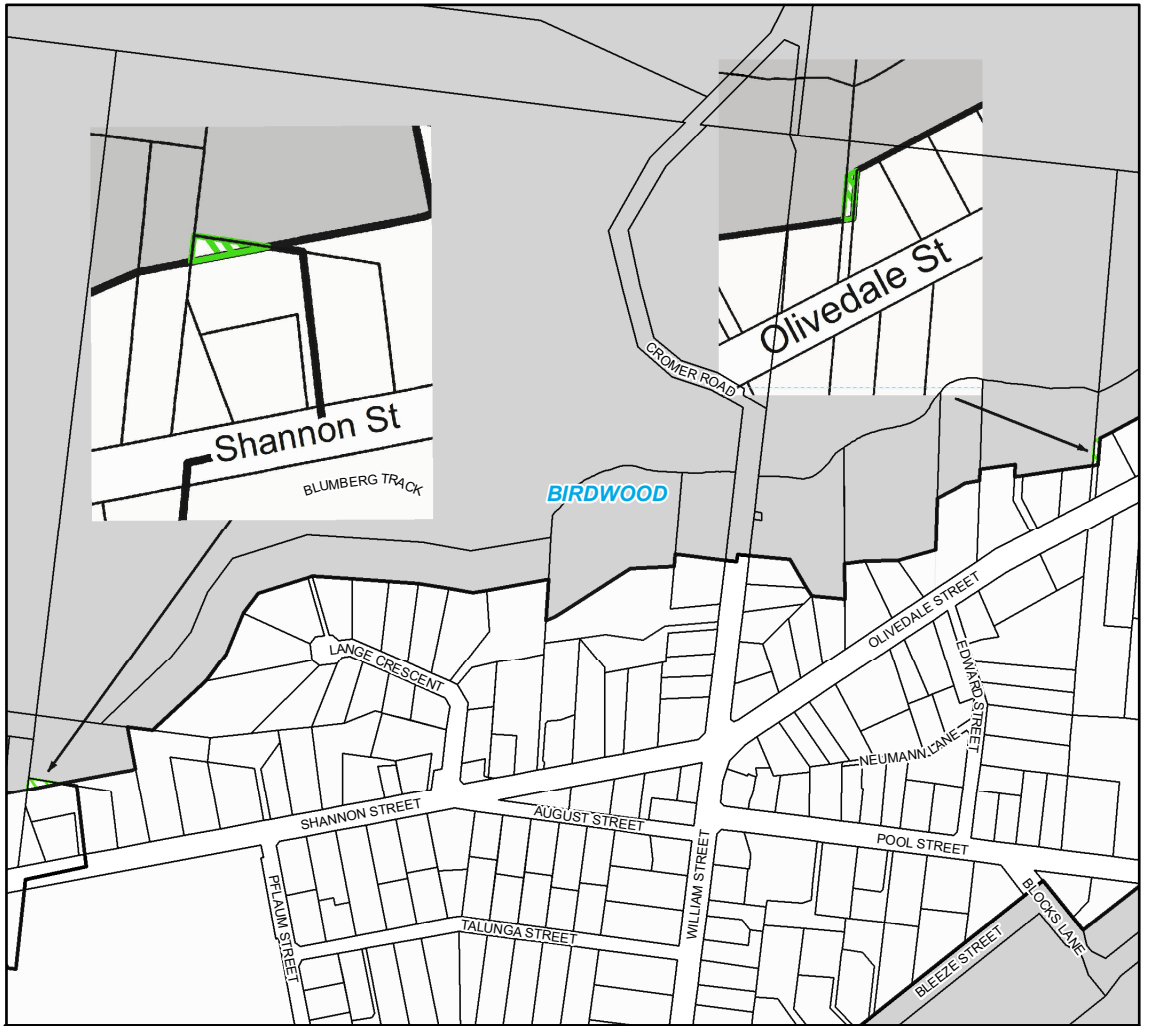 Olivedale St
CROMER ROAD
Shannon St
BLUMBERG TRACK
BIRDWOOD
OLIVEDALE STREET
LANGE CRESCENT
EDWARD STREET
NEUMANN LANE
SHANNON STREET
AUGUST STREET
POOL STREET
WILLIAM STREET
PFLAUM STREET
TALUNGA STREET
BLOCKS LANE
BLEEZE STREET